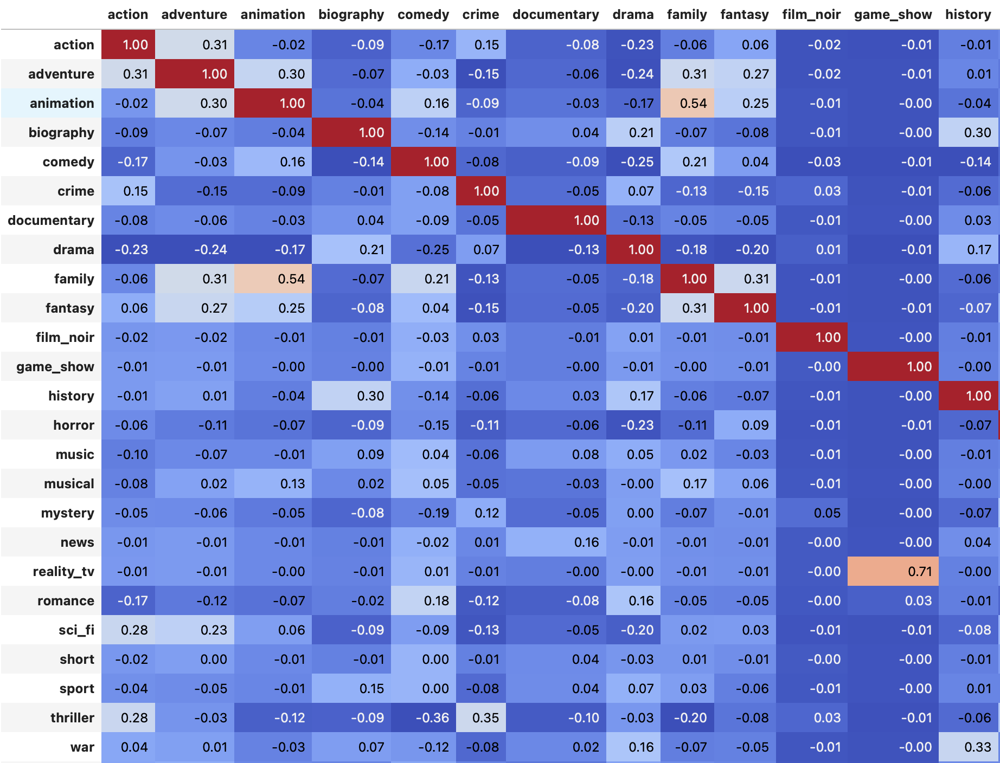 action adventure animation biography comedy crime documentary drama family fantasy film_noir game_show history
action 1.00 0.31 -0.02 -0.09 -0.17 0.15 -0.08 -0.23 -0.06 0.06 -0.02 -0.01 -0.01
adventure 0.31 1.00 0.30 -0.07 -0.03 -0.15 -0.06 -0.24 0.31 0.27 -0.02 -0.01 0.01
animation -0.02 0.30 1.00 -0.04 0.16 -0.09 -0.03 -0.17 0.54 0.25 -0.01 -0.00 -0.04
biography -0.09 -0.07 -0.04 1.00 -0.14 -0.01 0.04 0.21 -0.07 -0.08 -0.01 -0.00 0.30
comedy -0.17 -0.03 0.16 -0.14 1.00 -0.08 -0.09 -0.25 0.21 0.04 -0.03 -0.01 -0.14
crime 0.15 -0.15 -0.09 -0.01 -0.08 1.00 -0.05 0.07 -0.13 -0.15 0.03 -0.01 -0.06
documentary -0.08 -0.06 -0.03 0.04 -0.09 -0.05 1.00 -0.13 -0.05 -0.05 -0.01 -0.00 0.03
drama -0.23 -0.24 -0.17 0.21 -0.25 0.07 -0.13 1.00 -0.18 -0.20 0.01 -0.01 0.17
family -0.06 0.31 0.54 -0.07 0.21 -0.13 -0.05 -0.18 1.00 0.31 -0.01 -0.00 -0.06
fantasy 0.06 0.27 0.25 -0.08 0.04 -0.15 -0.05 -0.20 0.31 1.00 -0.01 -0.01 -0.07
film_noir -0.02 -0.02 -0.01 -0.01 -0.03 0.03 -0.01 0.01 -0.01 -0.01 1.00 -0.00 -0.01
game_show -0.01 -0.01 -0.00 -0.00 -0.01 -0.01 -0.00 -0.01 -0.00 -0.01 -0.00 1.00 -0.00
history -0.01 0.01 -0.04 0.30 -0.14 -0.06 0.03 0.17 -0.06 -0.07 -0.01 -0.00 1.00
horror -0.06 -0.11 -0.07 -0.09 -0.15 -0.11 -0.06 -0.23 -0.11 0.09 -0.01 -0.01 -0.07
music -0.10 -0.07 -0.01 0.09 0.04 -0.06 0.08 0.05 0.02 -0.03 -0.01 -0.00 -0.01
musical -0.08 0.02 0.13 0.02 0.05 -0.05 -0.03 -0.00 0.17 0.06 -0.01 -0.00 -0.00
mystery -0.05 -0.06 -0.05 -0.08 -0.19 0.12 -0.05 0.00 -0.07 -0.01 0.05 -0.00 -0.07
news -0.01 -0.01 -0.01 -0.01 -0.02 0.01 0.16 -0.01 -0.01 -0.01 -0.00 -0.00 0.04
reality_tv -0.01 -0.01 -0.00 -0.01 0.01 -0.01 -0.00 -0.00 -0.01 -0.01 -0.00 0.71 -0.00
romance -0.17 -0.12 -0.07 -0.02 0.18 -0.12 -0.08 0.16 -0.05 -0.05 -0.00 0.03 -0.01
sci_fi 0.28 0.23 0.06 -0.09 -0.09 -0.13 -0.05 -0.20 0.02 0.03 -0.01 -0.01 -0.08
short -0.02 0.00 -0.01 -0.01 0.00 -0.01 0.04 -0.03 0.01 -0.01 -0.00 -0.00 -0.01
sport -0.04 -0.05 -0.01 0.15 0.00 -0.08 0.04 0.07 0.03 -0.06 -0.01 -0.00 0.01
thriller 0.28 -0.03 -0.12 -0.09 -0.36 0.35 -0.10 -0.03 -0.20 -0.08 0.03 -0.01 -0.06
war 0.04 0.01 -0.03 0.07 -0.12 -0.08 0.02 0.16 -0.07 -0.05 -0.01 -0.00 0.33